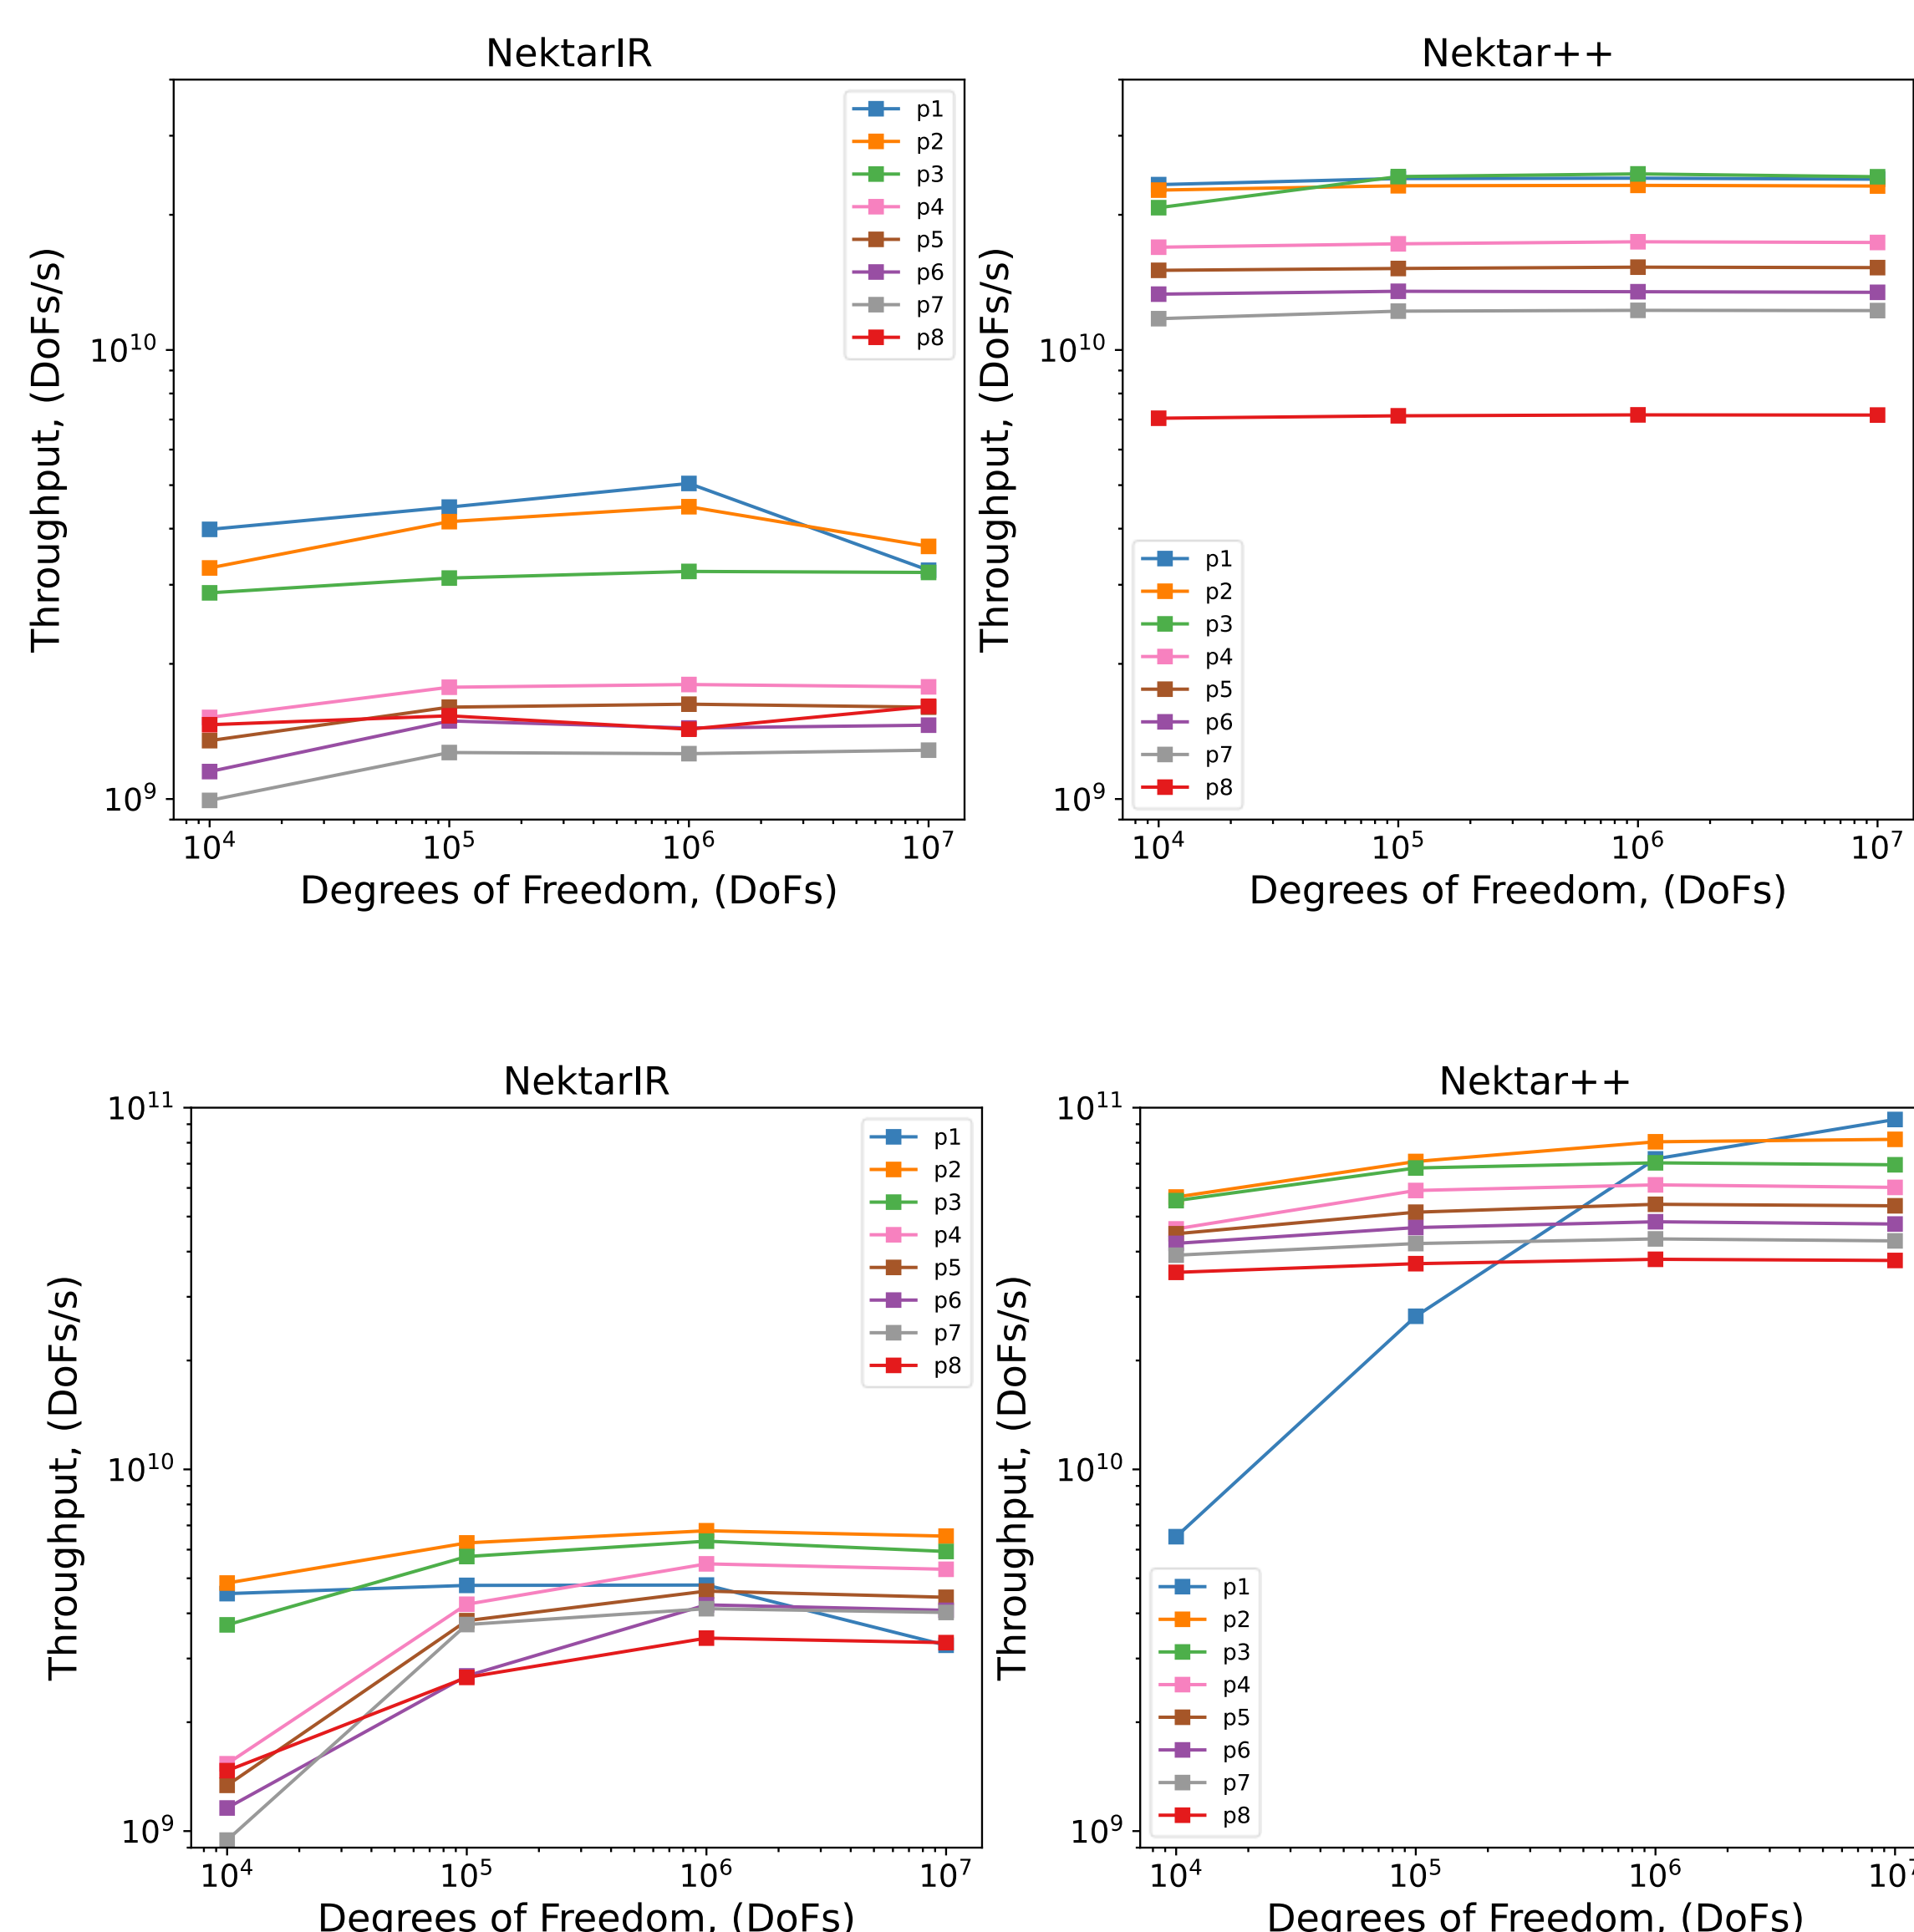 NektarIR
Throughput, (DoFs/s)
10^10
10^9
p1
p2
p3
p4
p5
p6
p7
p8
10^4 10^5 10^6 10^7
Degrees of Freedom, (DoFs)
Nektar++
Throughput, (DoFs/s)
10^10
10^9
p1
p2
p3
p4
p5
p6
p7
p8
10^4 10^5 10^6 10^7
Degrees of Freedom, (DoFs)
NektarIR
Throughput, (DoFs/s)
10^11
10^10
10^9
p1
p2
p3
p4
p5
p6
p7
p8
10^4 10^5 10^6 10^7
Degrees of Freedom, (DoFs)
Nektar++
Throughput, (DoFs/s)
10^11
10^10
10^9
p1
p2
p3
p4
p5
p6
p7
p8
10^4 10^5 10^6 10^7
Degrees of Freedom, (DoFs)